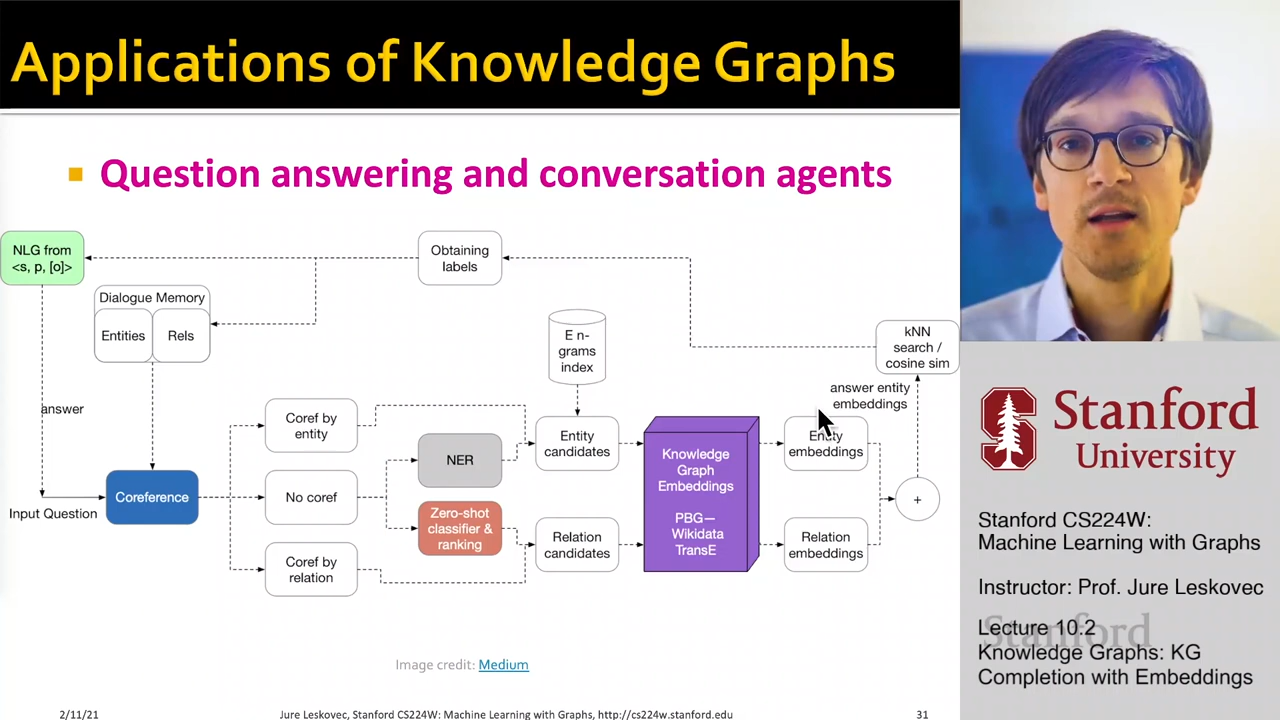 Applications of Knowledge Graphs
Question answering and conversation agents
NLG from
<s, p, [o]>
Obtaining
labels
Dialogue Memory
Entities
Rels
E n-
grams
index
kNN
search /
cosine sim
answer entity
embeddings
answer
Coref by
entity
NER
Entity
candidates
Knowledge
Graph
Embeddings
PBG—
Wikidata
TransE
Entity
embeddings
Input Question
Coreference
No coref
+
Zero-shot
classifier &
ranking
Relation
candidates
Relation
embeddings
Coref by
relation
Image credit: Medium
2/11/21
Jure Leskovec, Stanford CS224W: Machine Learning with Graphs, http://cs224w.stanford.edu
31
S
Stanford
University
Stanford CS224W:
Machine Learning with Graphs
Instructor: Prof. Jure Leskovec
Stanford
Lecture 10.2
Knowledge Graphs: KG
Completion with Embeddings